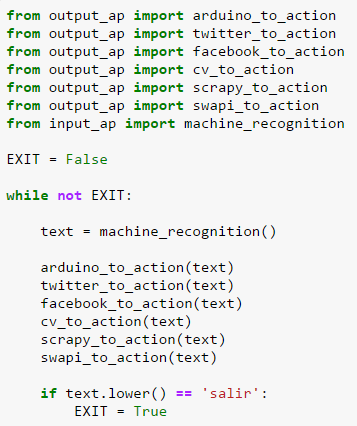 from output_ap import arduino_to_action
from output_ap import twitter_to_action
from output_ap import facebook_to_action
from output_ap import cv_to_action
from output_ap import scrapy_to_action
from output_ap import swapi_to_action
from input_ap import machine_recognition

EXIT = False

while not EXIT:

    text = machine_recognition()

    arduino_to_action(text)
    twitter_to_action(text)
    facebook_to_action(text)
    cv_to_action(text)
    scrapy_to_action(text)
    swapi_to_action(text)

    if text.lower() == 'salir':
        EXIT = True